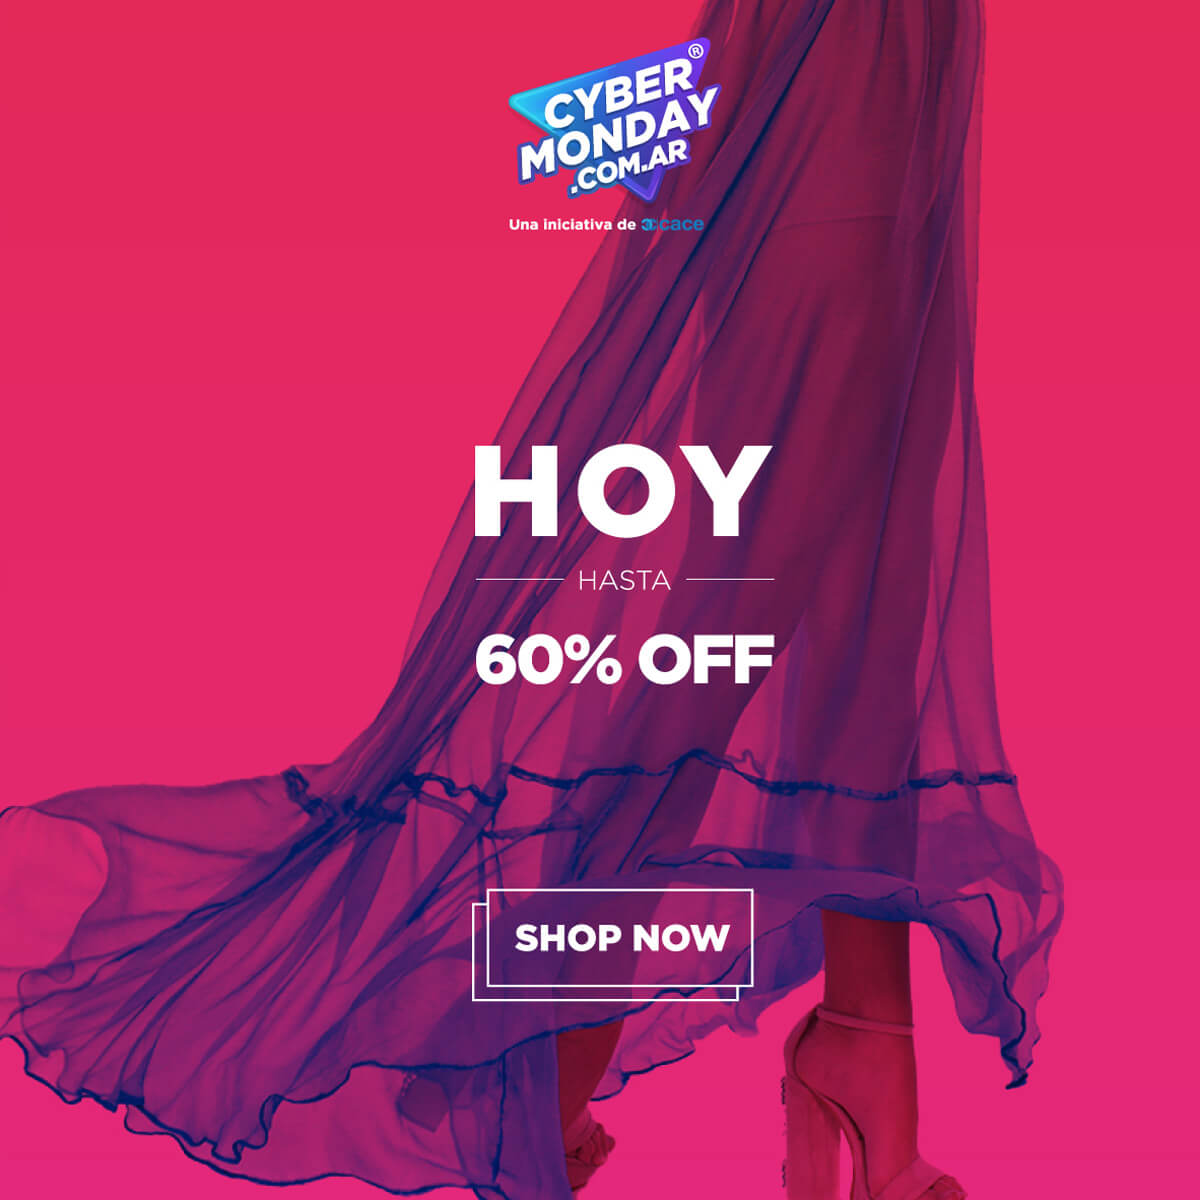 CYBER®
MONDAY
.COM.AR
Una iniciativa de cace
HOY
HASTA
60% OFF
SHOP NOW